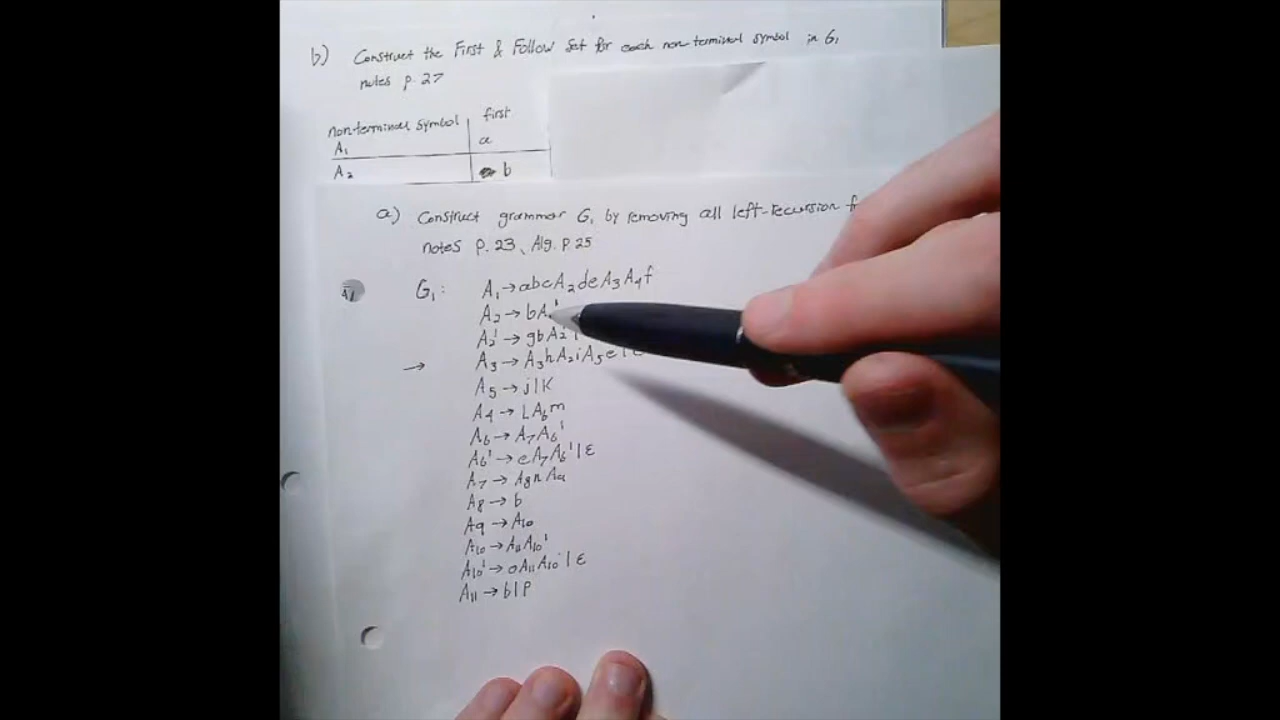 b) Construct the First & Follow Set for each non-terminal symbol in G₁
notes p. 27
non-terminal symbol first
A₁ a
A₂ b
a) Construct grammar G₁ by removing all left-recursion
notes p. 23, Alg. p 25
G₁: A₁ → abcA₂deA₃A₄f
A₂ → bA₂'
A₂' → gbA₂' |
→ A₃ → A₃hA₂iA₅e | ε
A₅ → j|K
A₄ → LA₆m
A₆ → A₇A₆'
A₆' → eA₇A₆' | ε
A₇ → A₈nA₉
A₈ → b
A₉ → A₁₀
A₁₀ → A₁₁A₁₀'
A₁₀' → oA₁₁A₁₀' | ε
A₁₁ → b|p